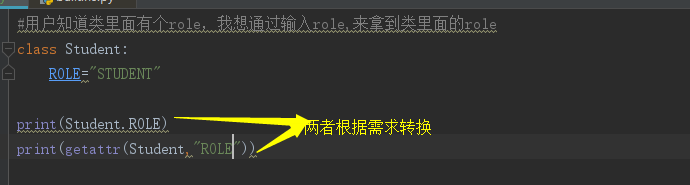 #用户知道类里面有个role，我想通过输入role,来拿到类里面的role
class Student:
ROLE="STUDENT"
print(Student.ROLE)
两者根据需求转换
print(getattr(Student,"ROLE"))